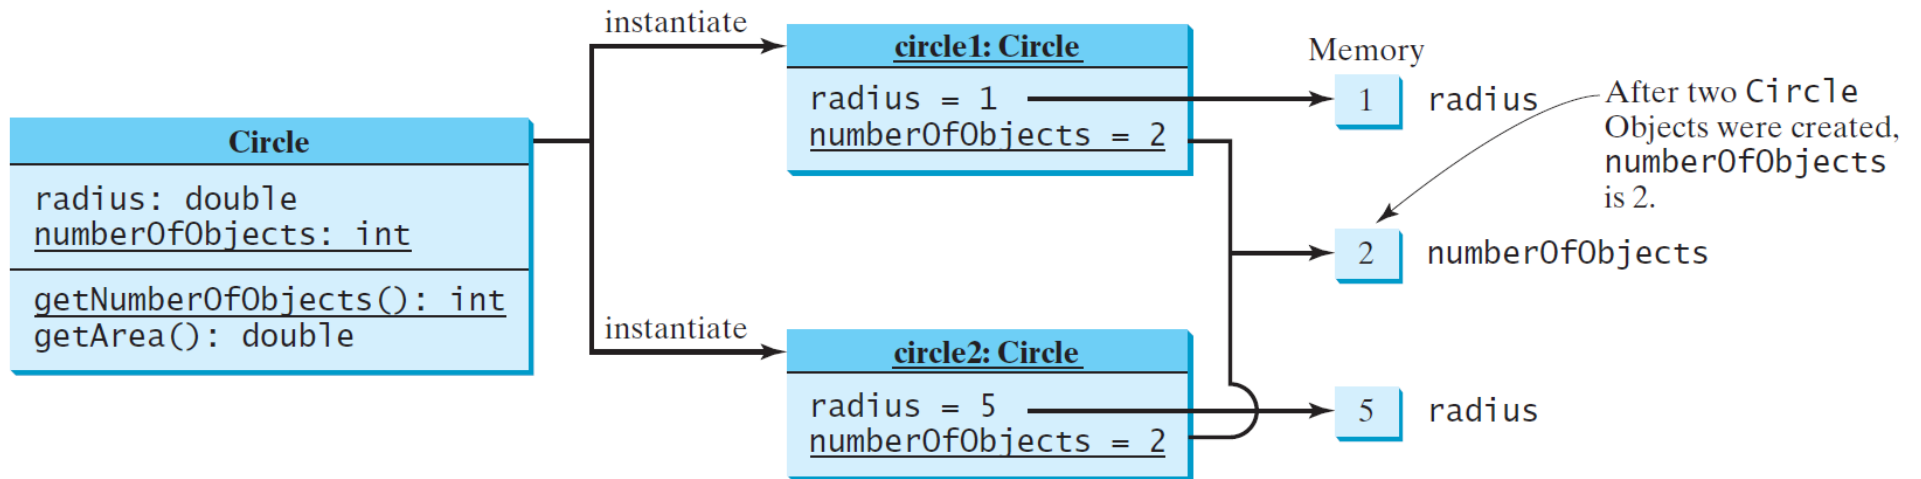 Circle
radius: double
numberOfObjects: int
getNumberOfObjects(): int
getArea(): double
instantiate
circle1: Circle
radius = 1
numberOfObjects = 2
instantiate
circle2: Circle
radius = 5
numberOfObjects = 2
Memory
1 radius
2 numberOfObjects
5 radius
After two Circle
Objects were created,
numberOfObjects
is 2.